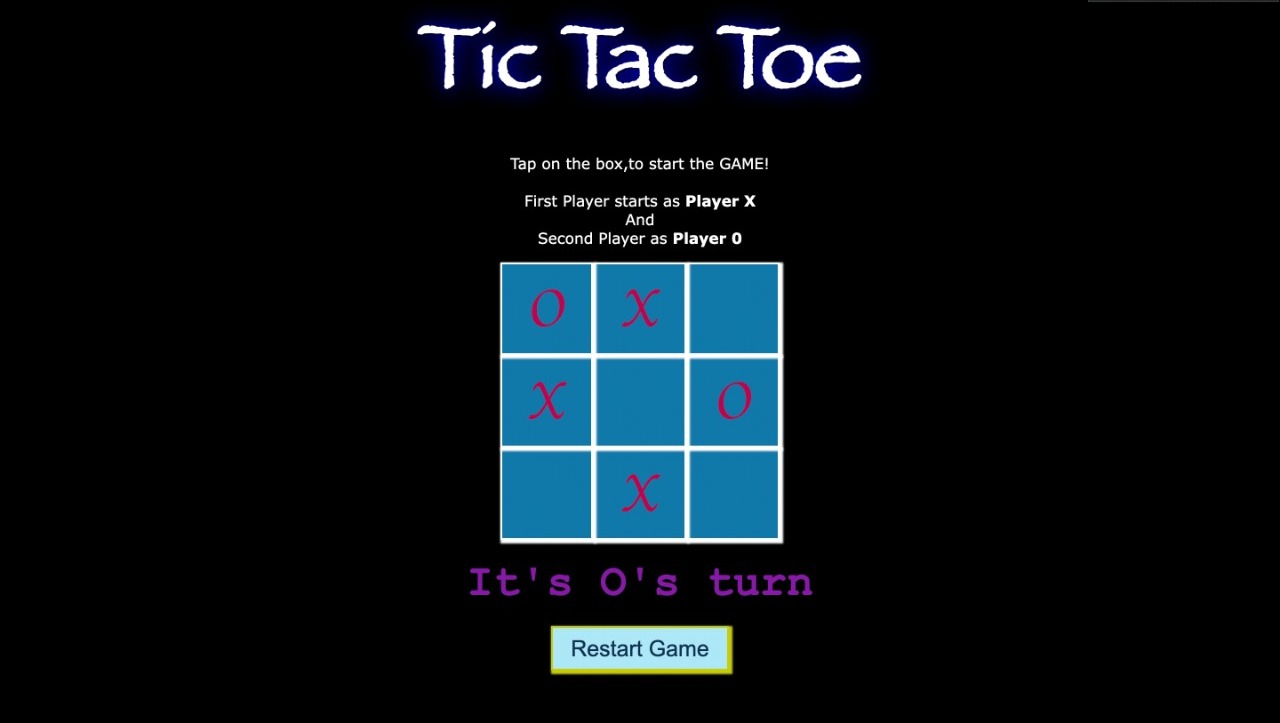 Tic Tac Toe
Tap on the box,to start the GAME!
First Player starts as Player X
And
Second Player as Player 0
O X
X O
X
It's O's turn
Restart Game